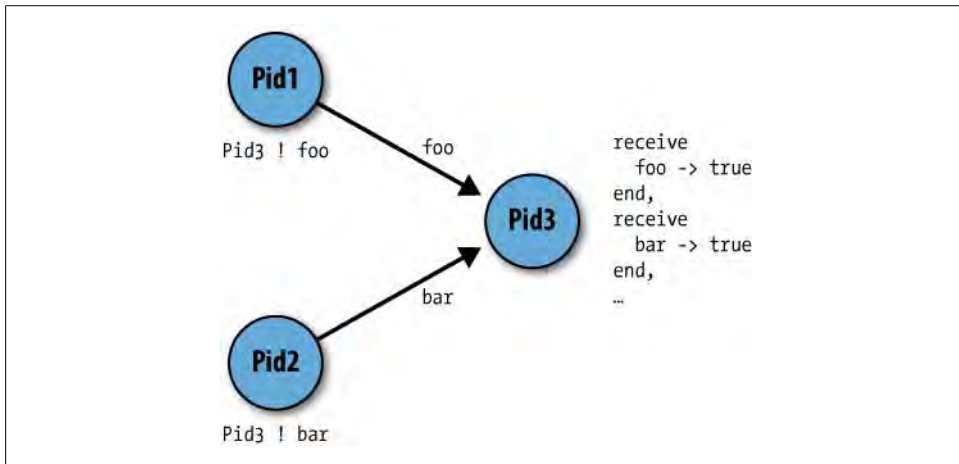 Pid1
Pid3 ! foo
foo
Pid3
receive
  foo -> true
end,
receive
  bar -> true
end,
…
bar
Pid2
Pid3 ! bar